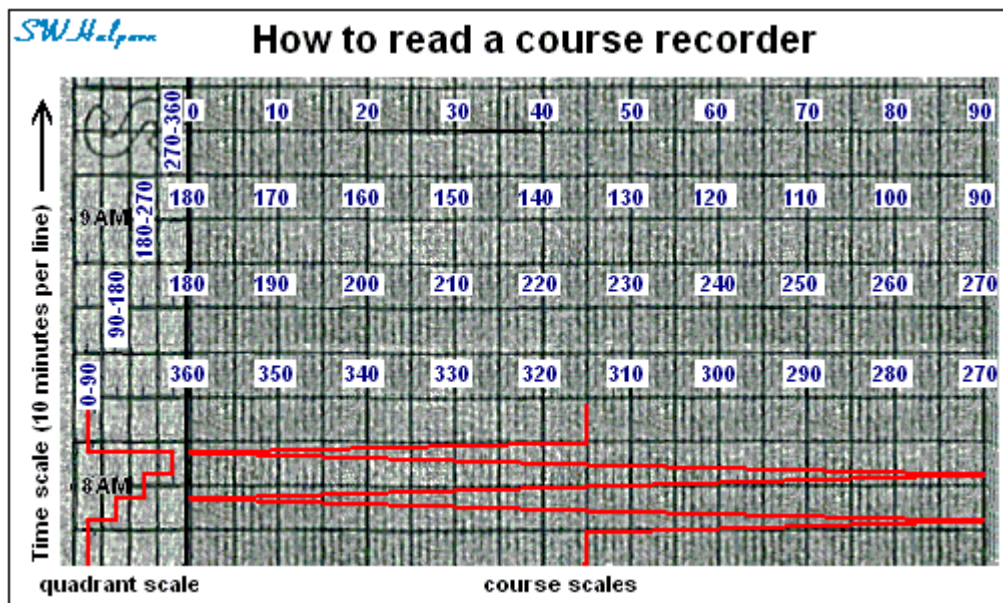 SWHalpern
How to read a course recorder
Time scale (10 minutes per line)
270-360
180-270
90-180
0-90
0 10 20 30 40 50 60 70 80 90
180 170 160 150 140 130 120 110 100 90
9 AM
180 190 200 210 220 230 240 250 260 270
360 350 340 330 320 310 300 290 280 270
8 AM
quadrant scale
course scales